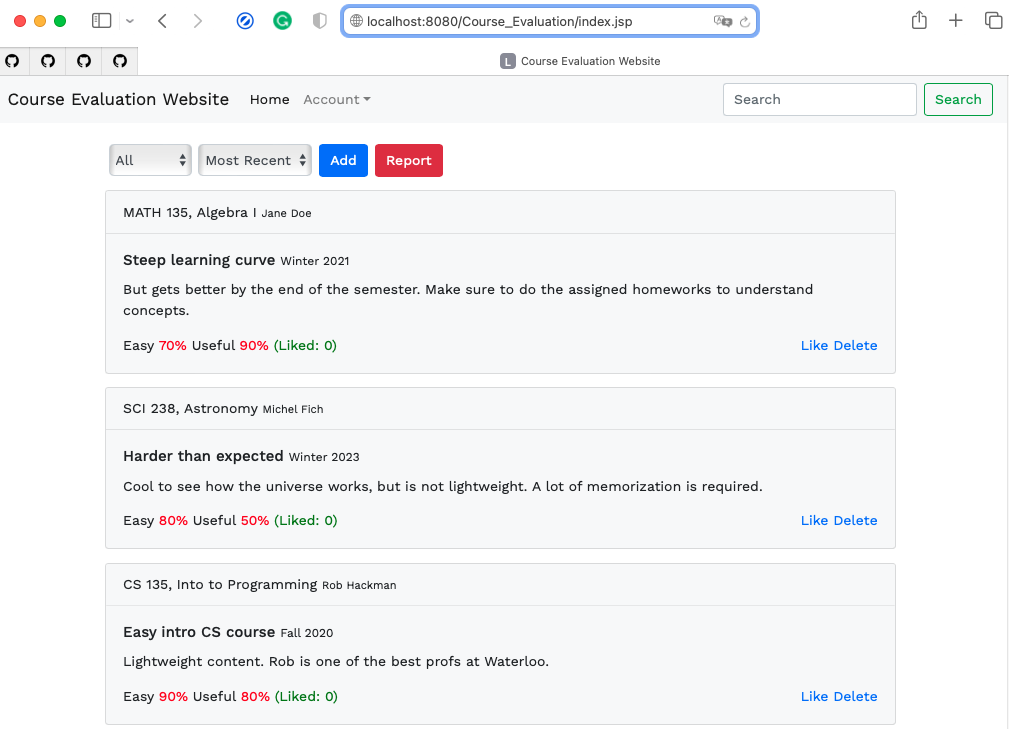 localhost:8080/Course_Evaluation/index.jsp
L Course Evaluation Website
Course Evaluation Website Home Account Search Search
All Most Recent Add Report
MATH 135, Algebra I Jane Doe
Steep learning curve Winter 2021
But gets better by the end of the semester. Make sure to do the assigned homeworks to understand
concepts.
Easy 70% Useful 90% (Liked: 0) Like Delete
SCI 238, Astronomy Michel Fich
Harder than expected Winter 2023
Cool to see how the universe works, but is not lightweight. A lot of memorization is required.
Easy 80% Useful 50% (Liked: 0) Like Delete
CS 135, Into to Programming Rob Hackman
Easy intro CS course Fall 2020
Lightweight content. Rob is one of the best profs at Waterloo.
Easy 90% Useful 80% (Liked: 0) Like Delete